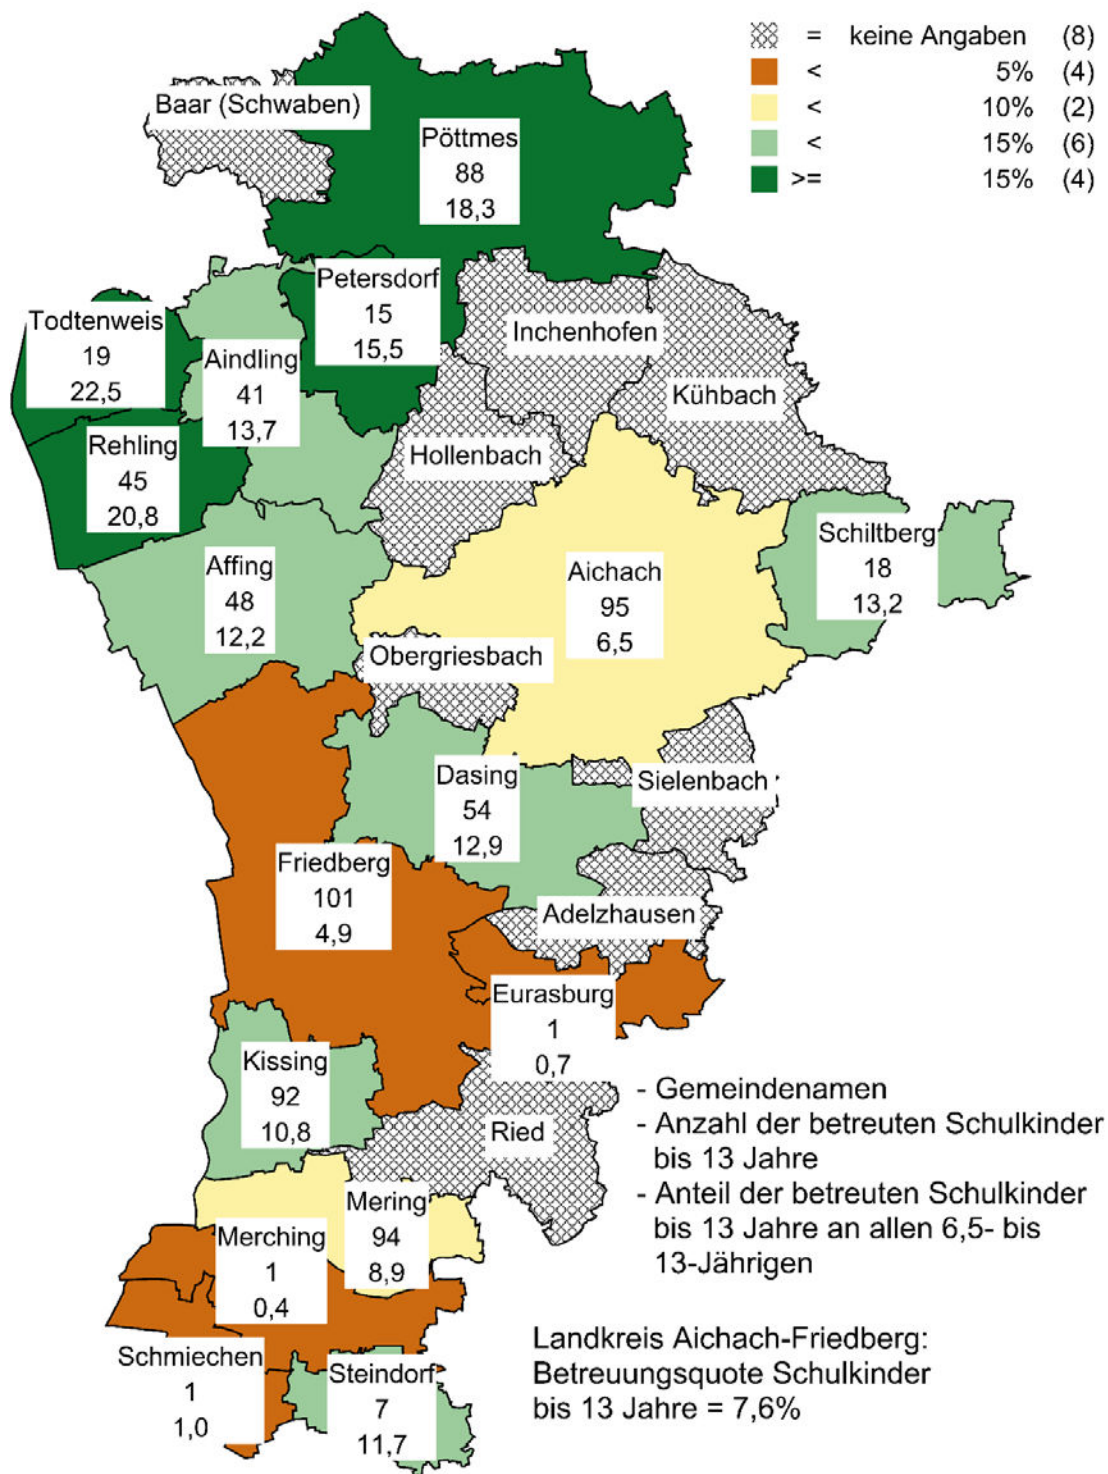 = keine Angaben (8)
< 5% (4)
< 10% (2)
< 15% (6)
>= 15% (4)
Baar (Schwaben)
Pöttmes
88
18,3
Petersdorf
15
15,5
Todtenweis
19
22,5
Aindling
41
13,7
Inchenhofen
Kühbach
Rehling
45
20,8
Hollenbach
Affing
48
12,2
Aichach
95
6,5
Schiltberg
18
13,2
Obergriesbach
Dasing
54
12,9
Sielenbach
Friedberg
101
4,9
Adelzhausen
Eurasburg
1
0,7
Kissing
92
10,8
Ried
Mering
94
8,9
Merching
1
0,4
Schmiechen
1
1,0
Steindorf
7
11,7
- Gemeindenamen
- Anzahl der betreuten Schulkinder
bis 13 Jahre
- Anteil der betreuten Schulkinder
bis 13 Jahre an allen 6,5- bis
13-Jährigen
Landkreis Aichach-Friedberg:
Betreuungsquote Schulkinder
bis 13 Jahre = 7,6%